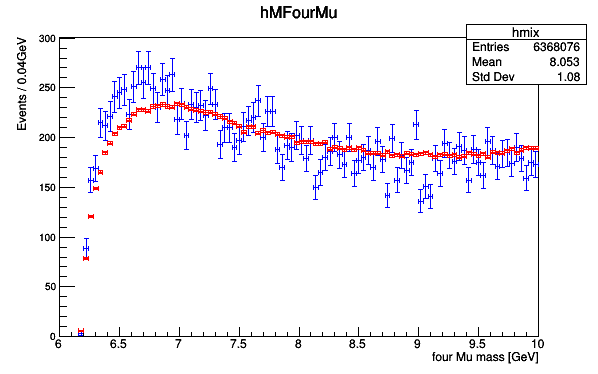 hMFourMu
hmix
Entries 6368076
Mean 8.053
Std Dev 1.08
Events / 0.04GeV
300
250
200
150
100
50
0
6 6.5 7 7.5 8 8.5 9 9.5 10
four Mu mass [GeV]